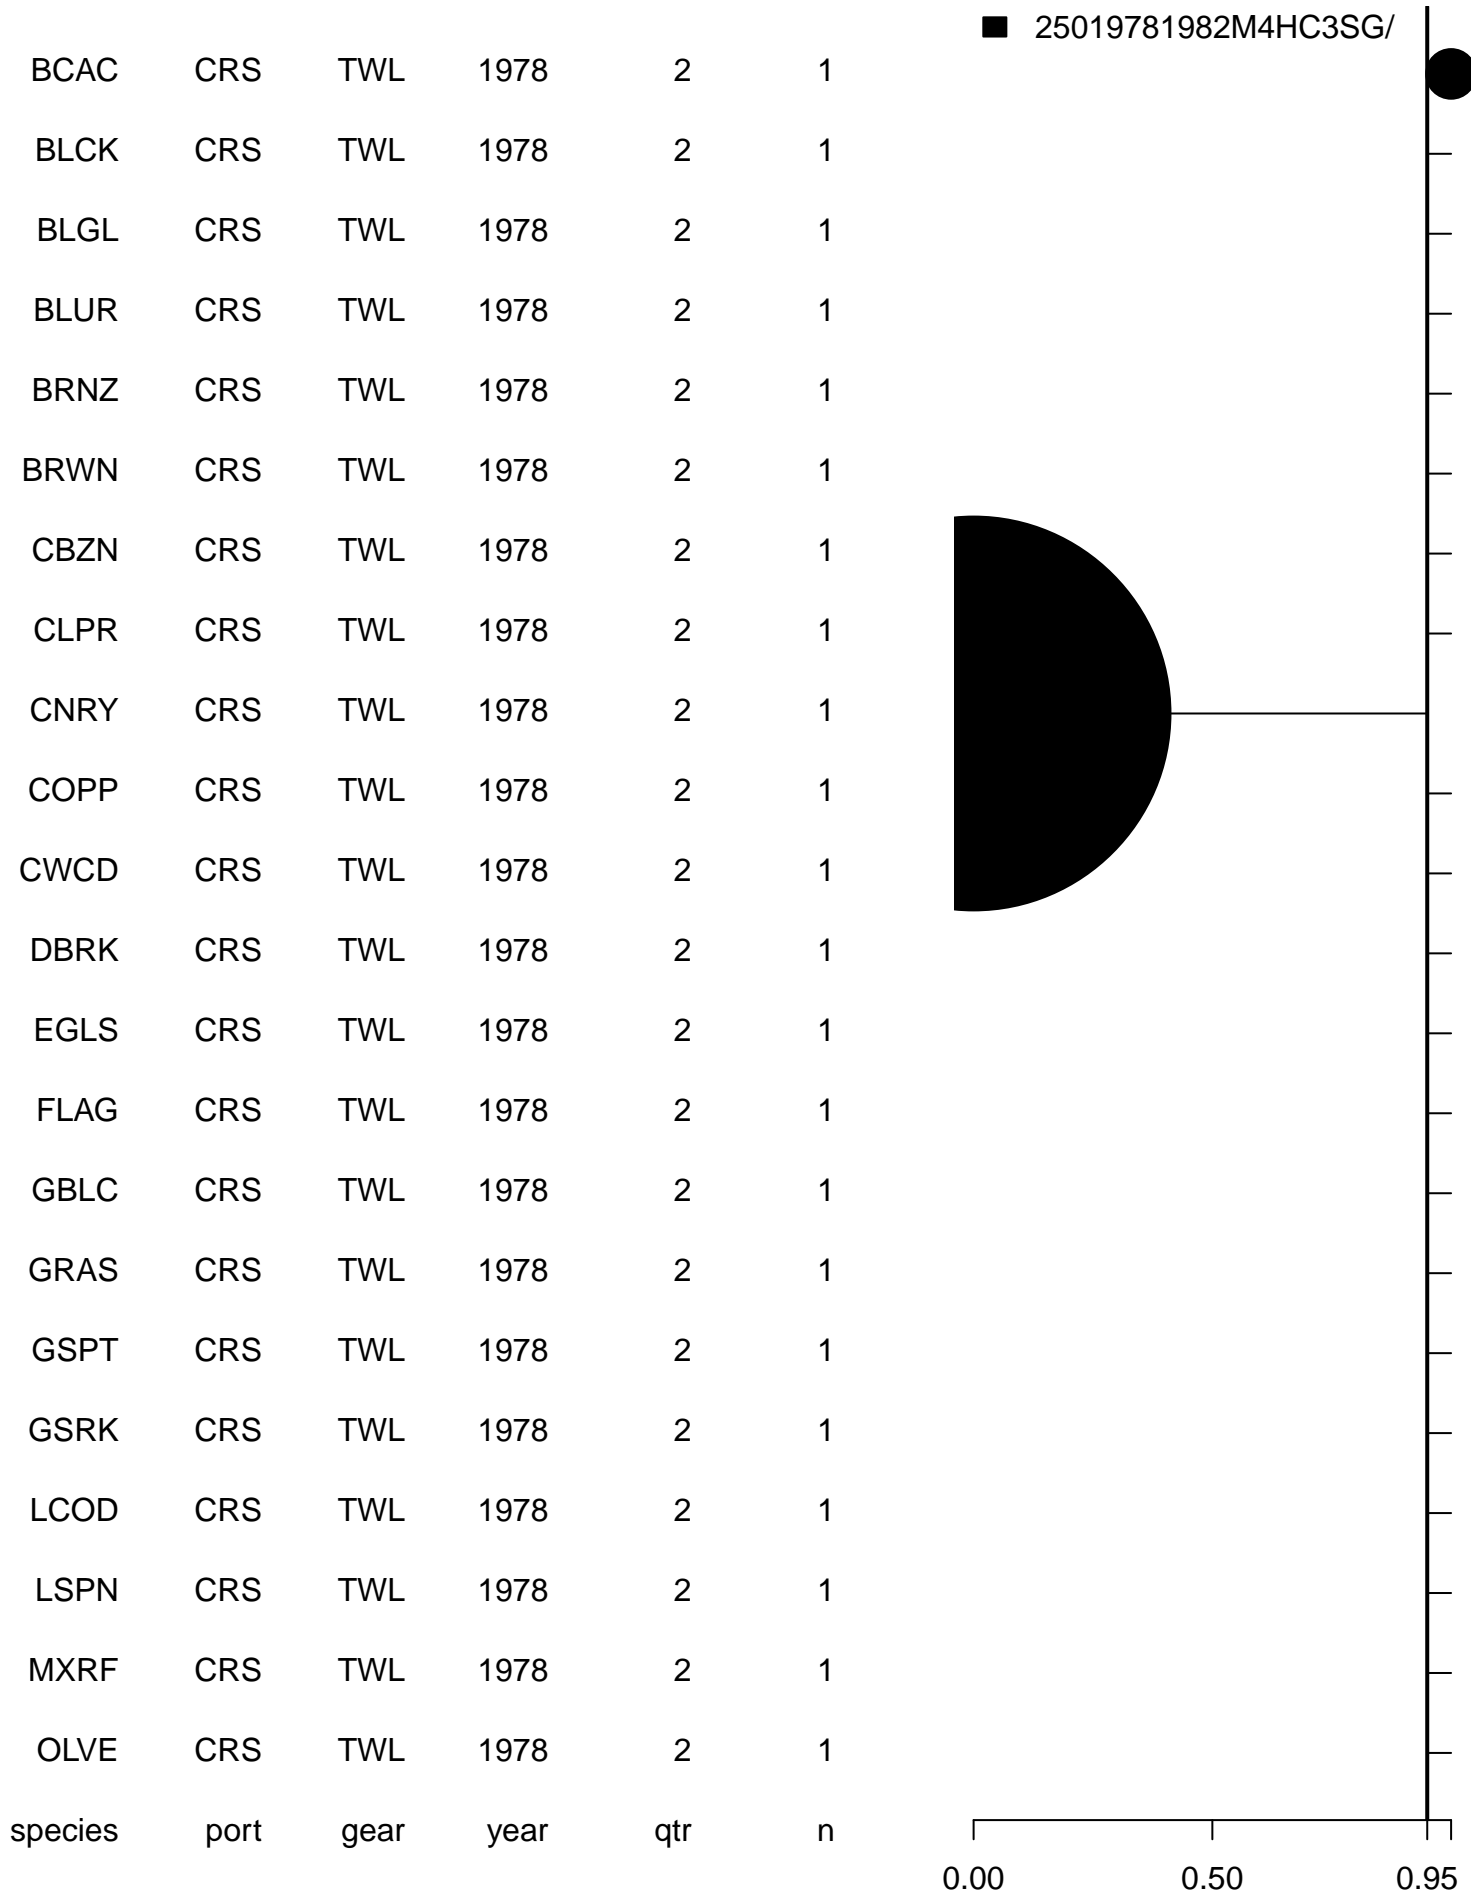 25019781982M4HC3SG/
BCAC CRS TWL 1978 2 1
BLCK CRS TWL 1978 2 1
BLGL CRS TWL 1978 2 1
BLUR CRS TWL 1978 2 1
BRNZ CRS TWL 1978 2 1
BRWN CRS TWL 1978 2 1
CBZN CRS TWL 1978 2 1
CLPR CRS TWL 1978 2 1
CNRY CRS TWL 1978 2 1
COPP CRS TWL 1978 2 1
CWCD CRS TWL 1978 2 1
DBRK CRS TWL 1978 2 1
EGLS CRS TWL 1978 2 1
FLAG CRS TWL 1978 2 1
GBLC CRS TWL 1978 2 1
GRAS CRS TWL 1978 2 1
GSPT CRS TWL 1978 2 1
GSRK CRS TWL 1978 2 1
LCOD CRS TWL 1978 2 1
LSPN CRS TWL 1978 2 1
MXRF CRS TWL 1978 2 1
OLVE CRS TWL 1978 2 1
species port gear year qtr n
0.00 0.50 0.95